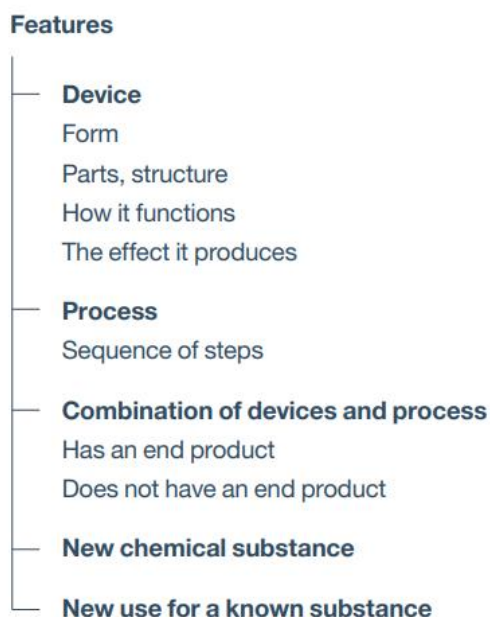 Features
Device
Form
Parts, structure
How it functions
The effect it produces
Process
Sequence of steps
Combination of devices and process
Has an end product
Does not have an end product
New chemical substance
New use for a known substance